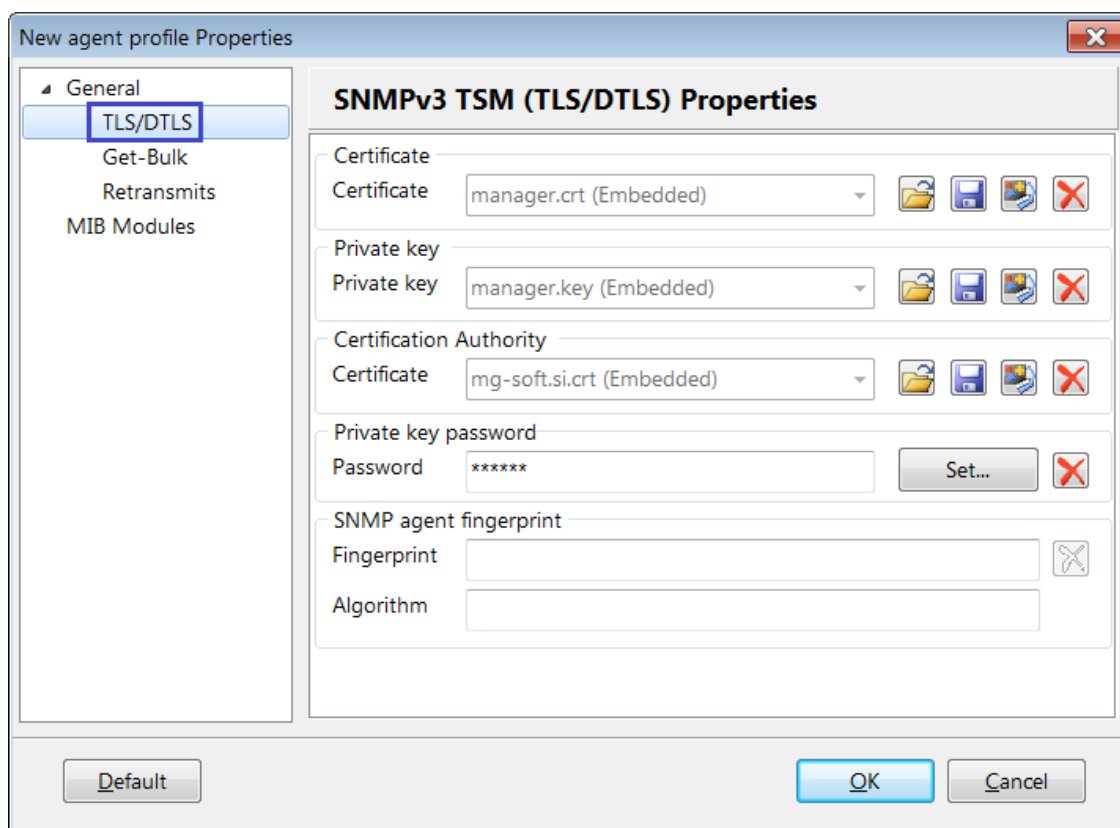 New agent profile Properties
General
TLS/DTLS
Get-Bulk
Retransmits
MIB Modules
SNMPv3 TSM (TLS/DTLS) Properties
Certificate
Certificate manager.crt (Embedded)
Private key
Private key manager.key (Embedded)
Certification Authority
Certificate mg-soft.si.crt (Embedded)
Private key password
Password ****** Set...
SNMP agent fingerprint
Fingerprint
Algorithm
Default OK Cancel